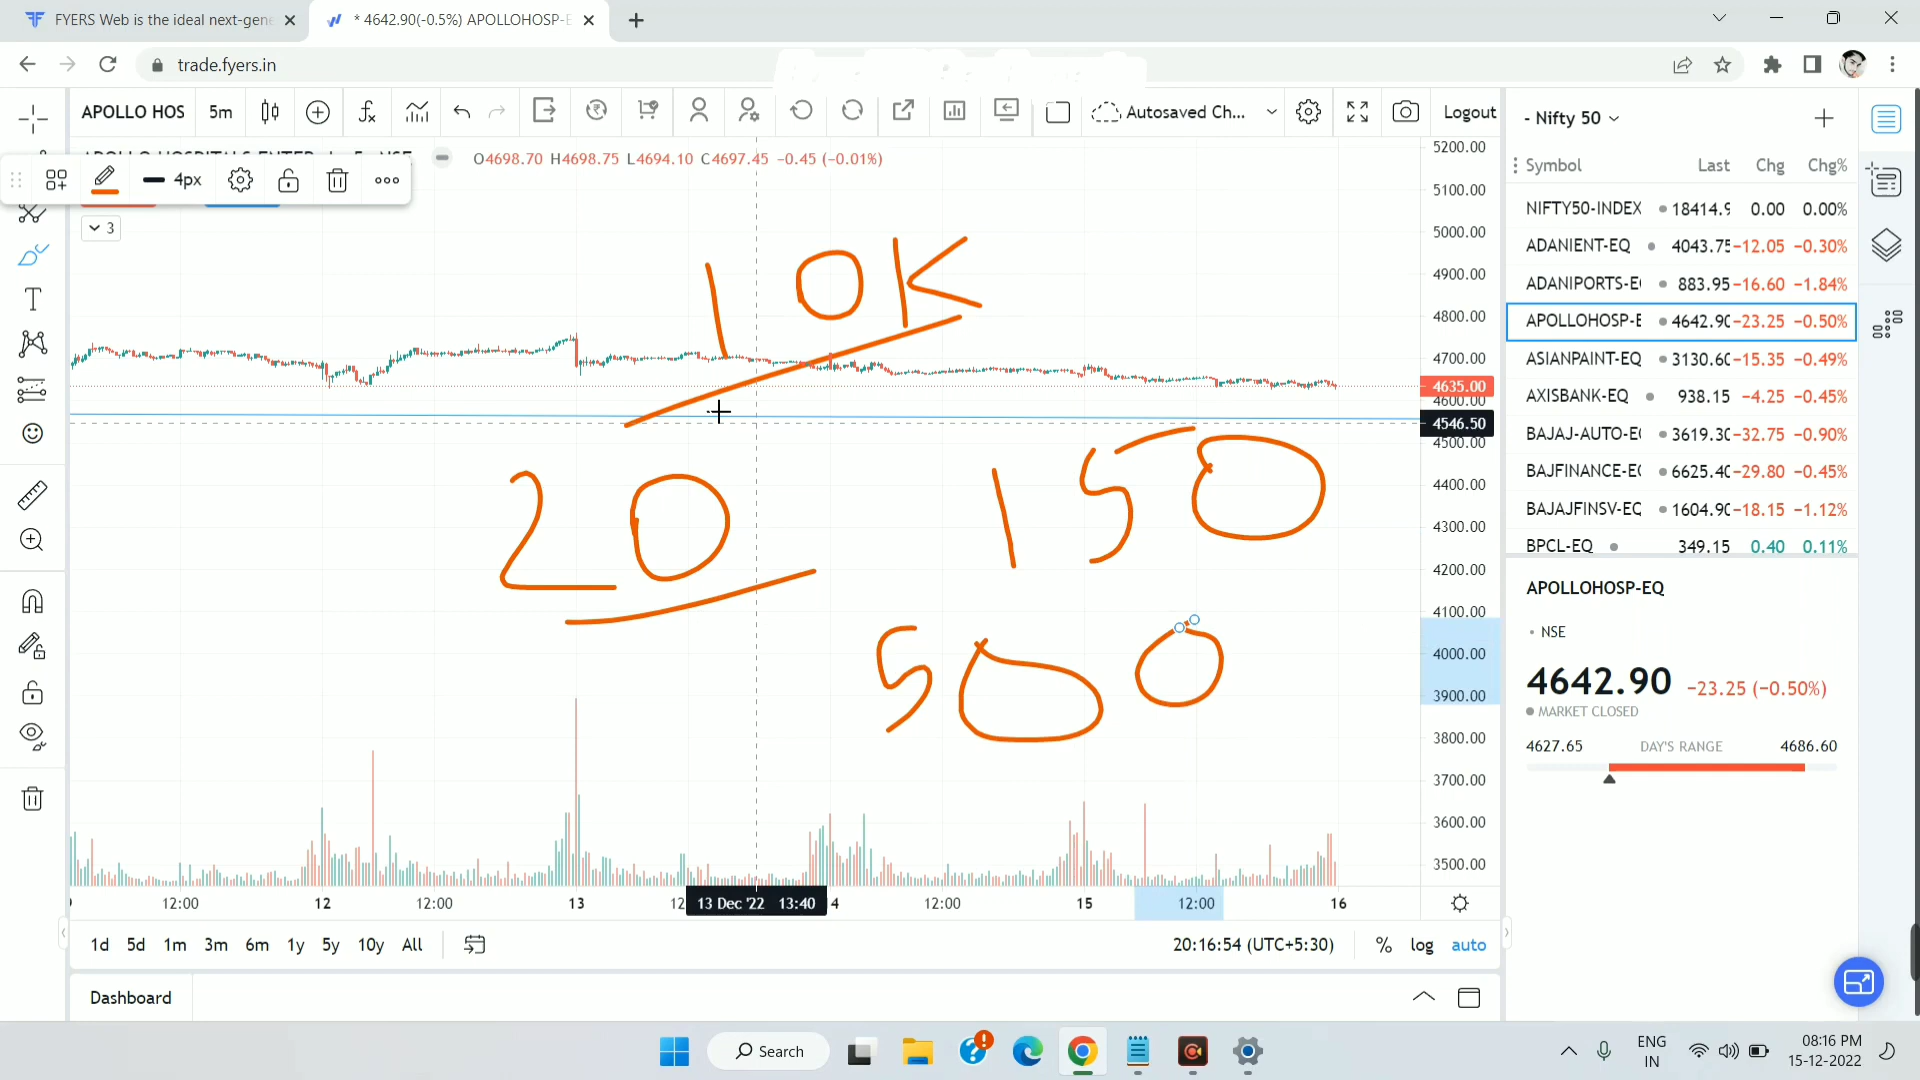 FYERS Web is the ideal next-gene
* 4642.90(-0.5%) APOLLOHOSP-E
trade.fyers.in
APOLLO HOS 5m Autosaved Ch... Logout
O4698.70 H4698.75 L4694.10 C4697.45 -0.45 (-0.01%)
4px
3
10K
20
150
500
5200.00
5100.00
5000.00
4900.00
4800.00
4700.00
4635.00
4600.00
4546.50
4500.00
4400.00
4300.00
4200.00
4100.00
4000.00
3900.00
3800.00
3700.00
3600.00
3500.00
12:00 12 12:00 13 12 13 Dec '22 13:40 4 12:00 15 12:00 16
1d 5d 1m 3m 6m 1y 5y 10y All 20:16:54 (UTC+5:30) % log auto
Dashboard
- Nifty 50
Symbol Last Chg Chg%
NIFTY50-INDEX 18414.9 0.00 0.00%
ADANIENT-EQ 4043.75 -12.05 -0.30%
ADANIPORTS-E 883.95 -16.60 -1.84%
APOLLOHOSP-E 4642.90 -23.25 -0.50%
ASIANPAINT-EQ 3130.60 -15.35 -0.49%
AXISBANK-EQ 938.15 -4.25 -0.45%
BAJAJ-AUTO-E 3619.30 -32.75 -0.90%
BAJFINANCE-E 6625.40 -29.80 -0.45%
BAJAJFINSV-EQ 1604.90 -18.15 -1.12%
BPCL-EQ 349.15 0.40 0.11%
APOLLOHOSP-EQ
NSE
4642.90 -23.25 (-0.50%)
MARKET CLOSED
4627.65 DAY'S RANGE 4686.60
Search
ENG
IN
08:16 PM
15-12-2022